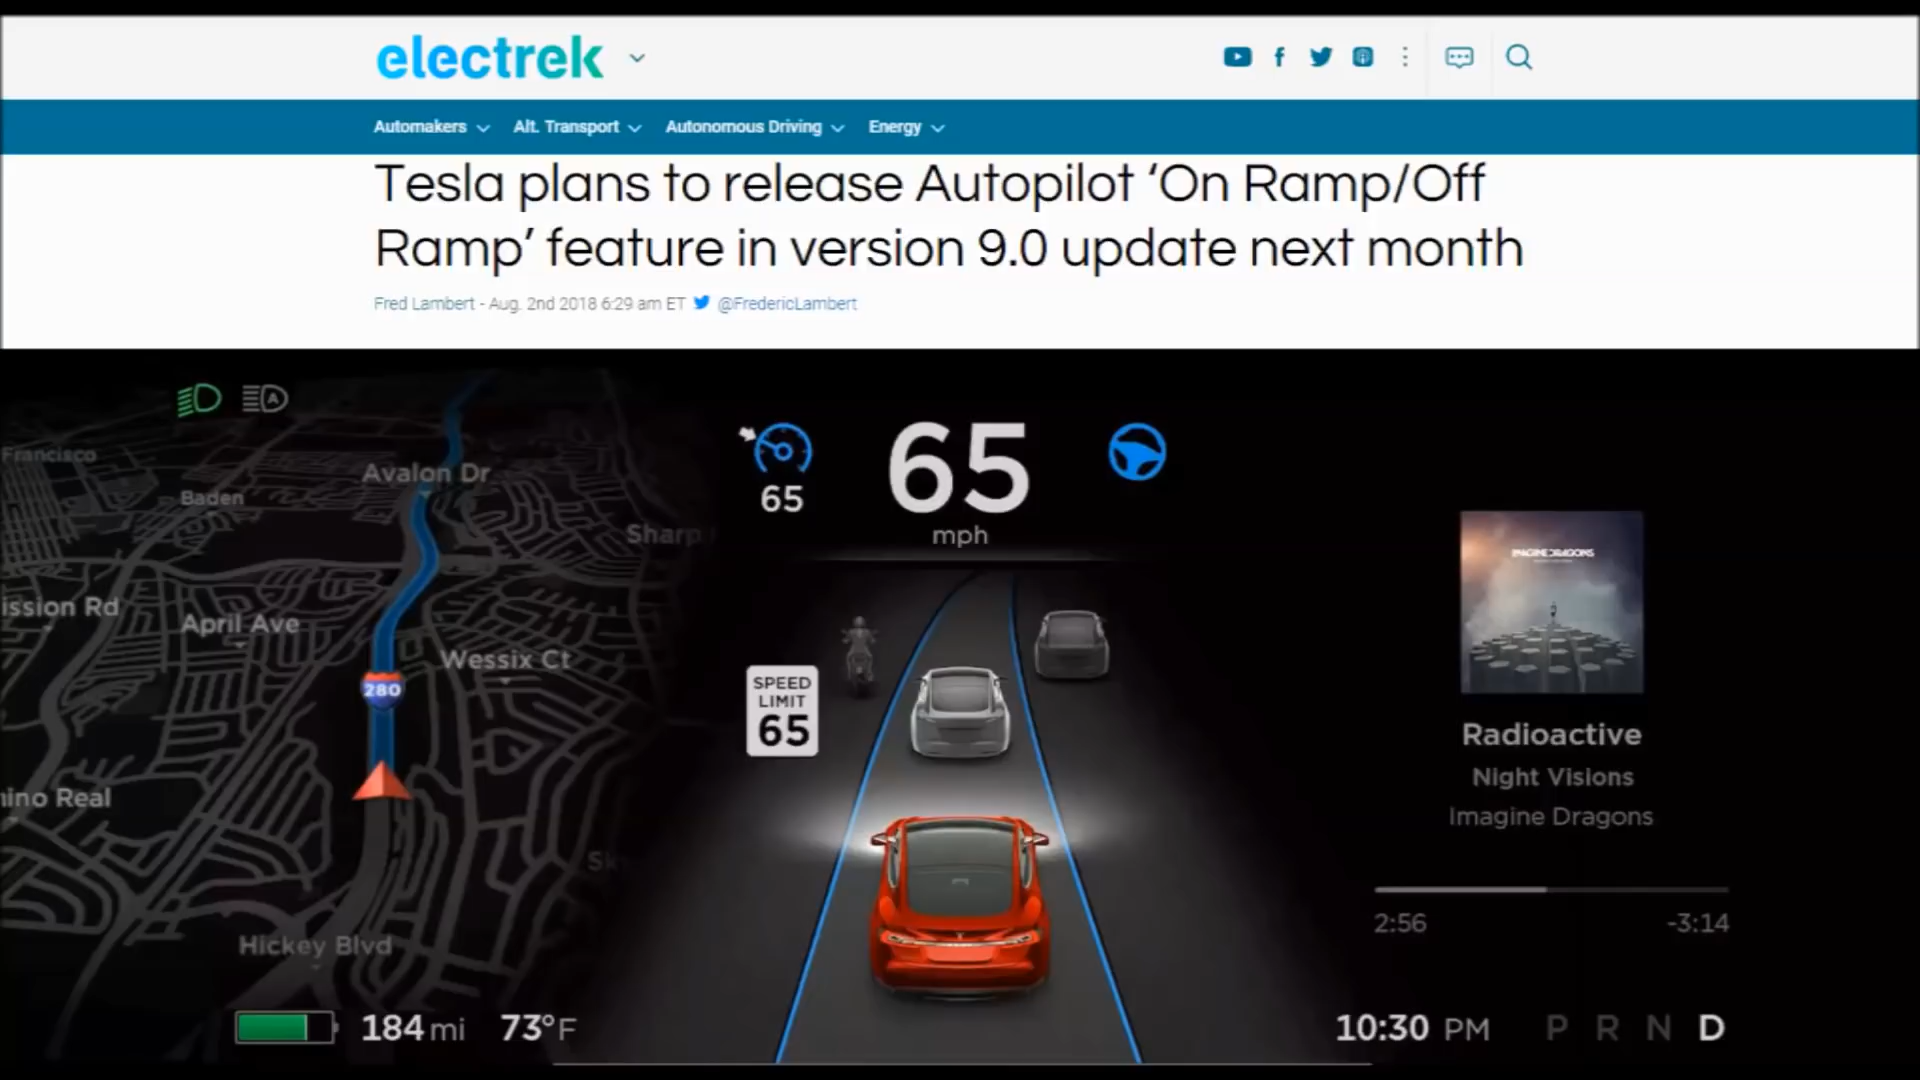 electrek
Automakers Alt. Transport Autonomous Driving Energy
Tesla plans to release Autopilot ‘On Ramp/Off
Ramp’ feature in version 9.0 update next month
Fred Lambert - Aug. 2nd 2018 6:29 am ET @FredericLambert
A
Francisco
Baden
Avalon Dr
Sharp
ission Rd
April Ave
Wessix Ct
280
ino Real
Sk
Hickey Blvd
184 mi 73°F
65
65
mph
SPEED
LIMIT
65
IMAGINE DRAGONS
Radioactive
Night Visions
Imagine Dragons
2:56 -3:14
10:30 PM P R N D